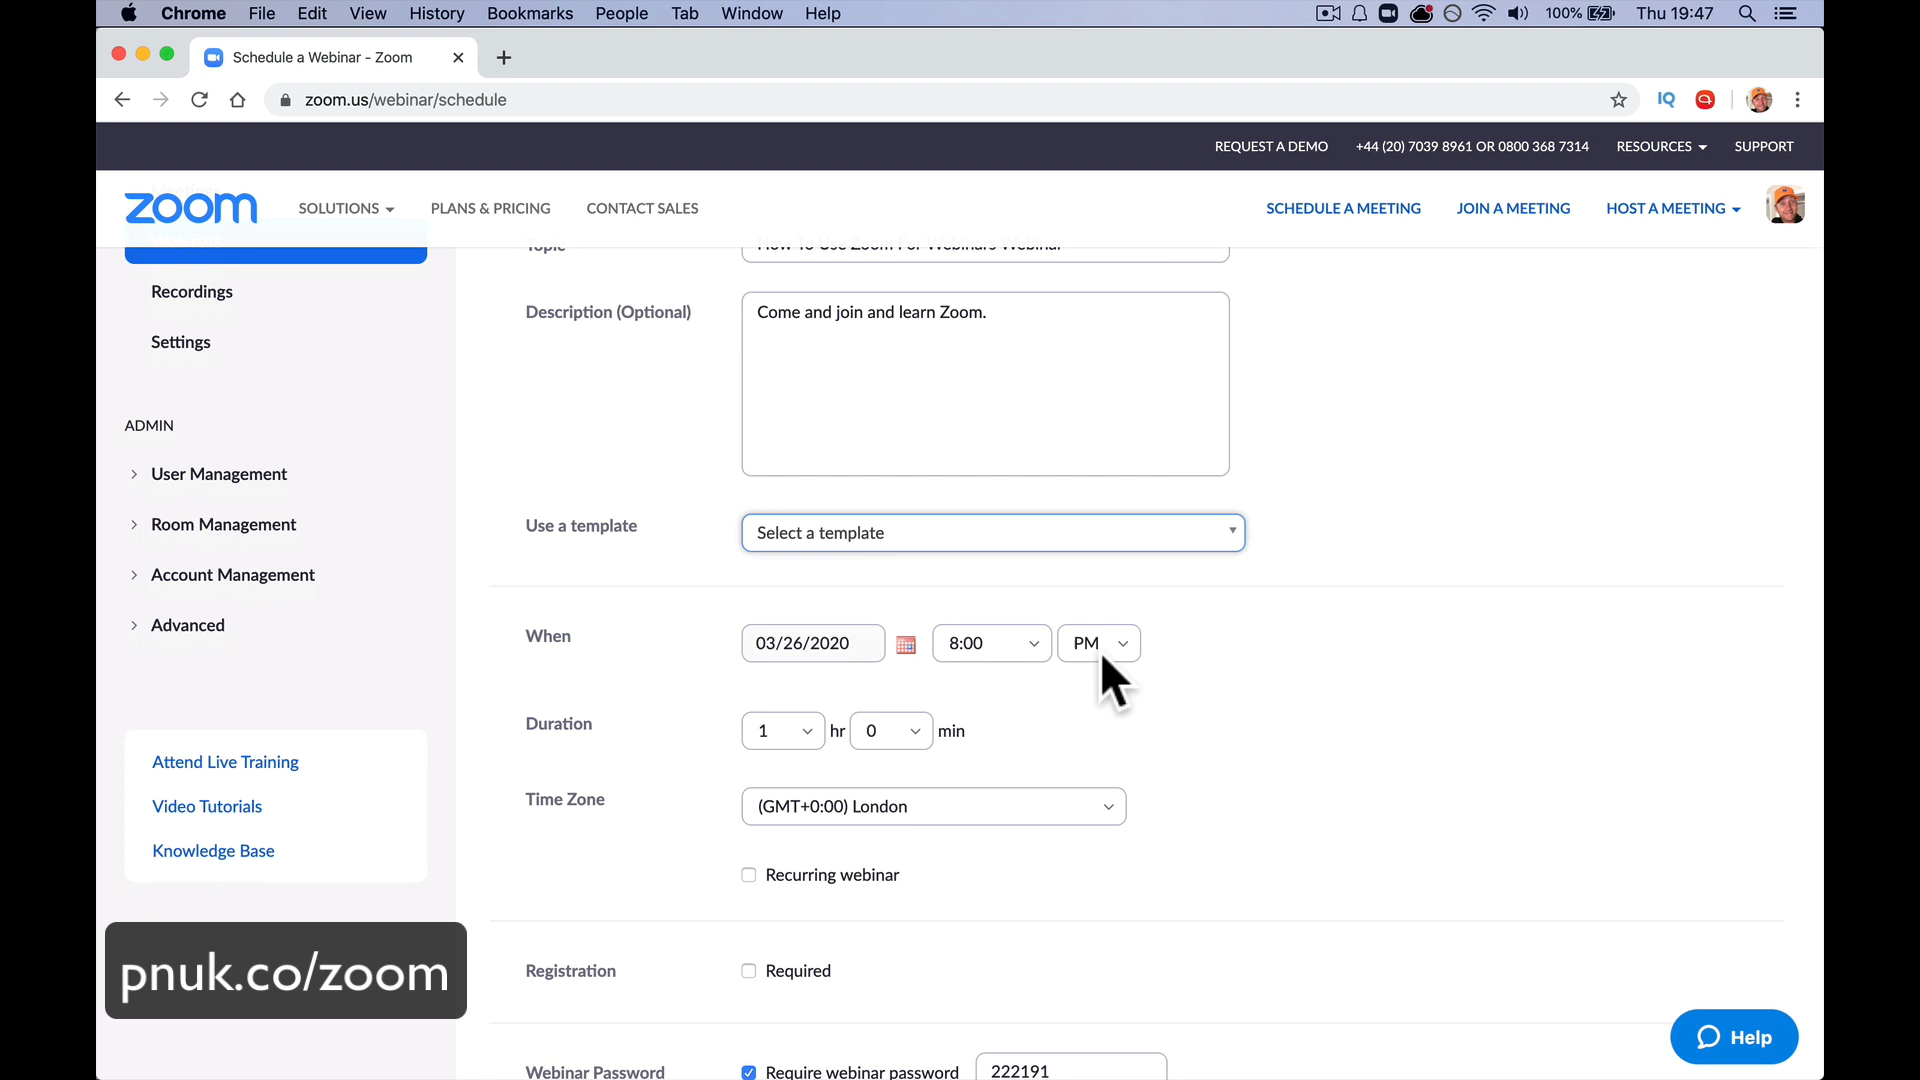 Chrome File Edit View History Bookmarks People Tab Window Help 100% Thu 19:47
Schedule a Webinar - Zoom
zoom.us/webinar/schedule IQ
REQUEST A DEMO +44 (20) 7039 8961 OR 0800 368 7314 RESOURCES SUPPORT
zoom SOLUTIONS PLANS & PRICING CONTACT SALES SCHEDULE A MEETING JOIN A MEETING HOST A MEETING
Topic How To Use Zoom For Webinars Webinar
Recordings
Settings
ADMIN
User Management
Room Management
Account Management
Advanced
Attend Live Training
Video Tutorials
Knowledge Base
Description (Optional) Come and join and learn Zoom.
Use a template Select a template
When 03/26/2020 8:00 PM
Duration 1 hr 0 min
Time Zone (GMT+0:00) London
Recurring webinar
Registration Required
Webinar Password Require webinar password 222191
pnuk.co/zoom
Help